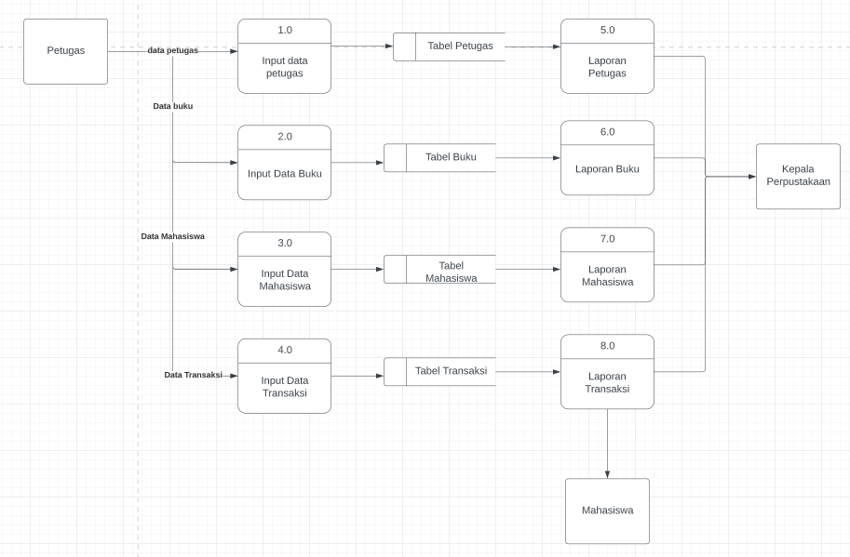 Petugas
data petugas
1.0
Input data
petugas
Tabel Petugas
5.0
Laporan
Petugas
Data buku
2.0
Input Data Buku
Tabel Buku
6.0
Laporan Buku
Kepala
Perpustakaan
Data Mahasiswa
3.0
Input Data
Mahasiswa
Tabel
Mahasiswa
7.0
Laporan
Mahasiswa
Data Transaksi
4.0
Input Data
Transaksi
Tabel Transaksi
8.0
Laporan
Transaksi
Mahasiswa